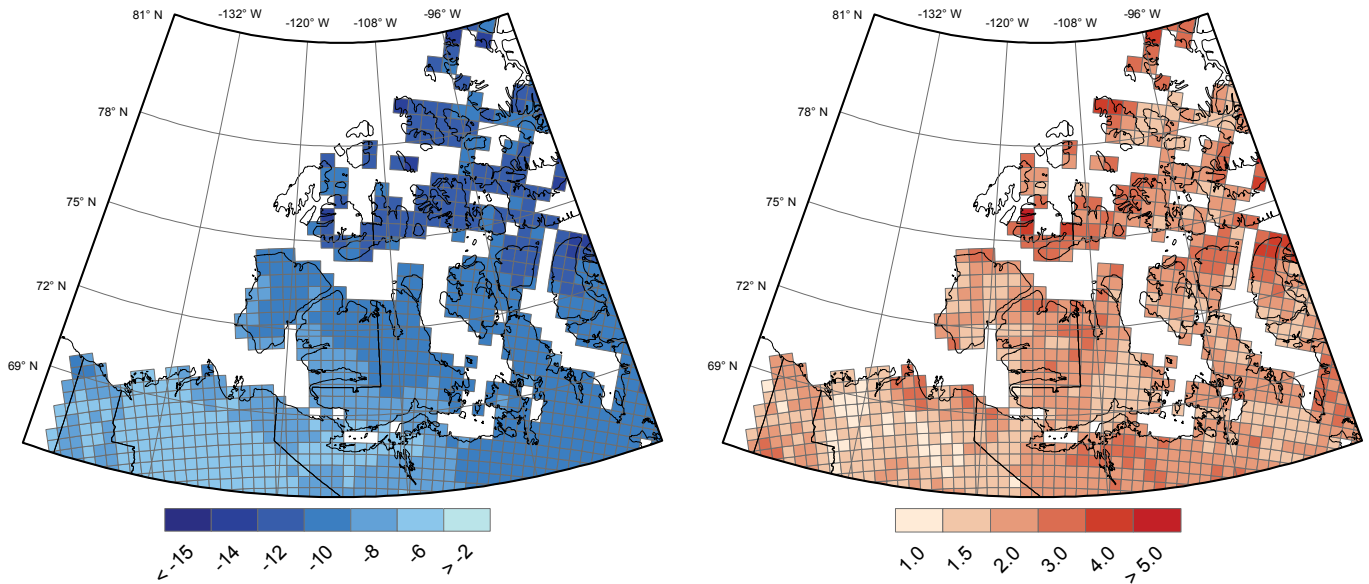 81° N
-132° W
-120° W
-108° W
-96° W
78° N
75° N
72° N
69° N
< -15
-14
-12
-10
-8
-6
> -2
81° N
-132° W
-120° W
-108° W
-96° W
78° N
75° N
72° N
69° N
1.0
1.5
2.0
3.0
4.0
> 5.0